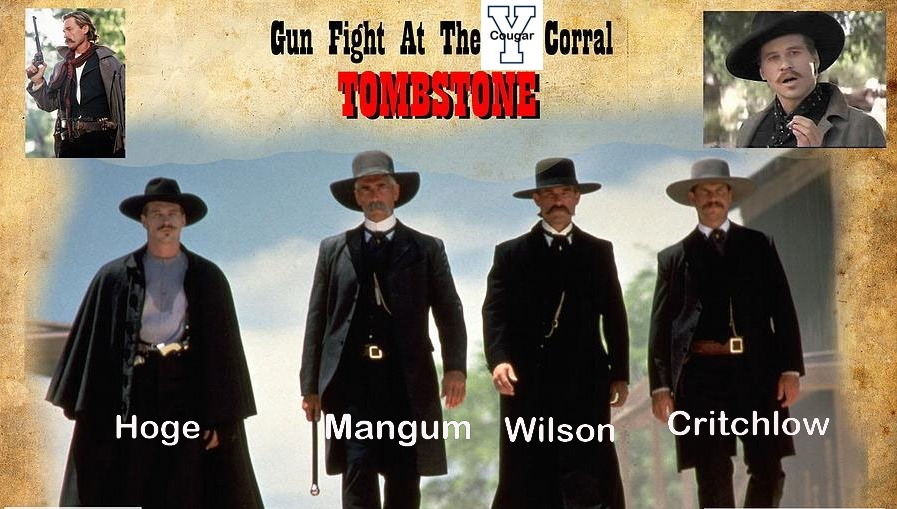 Gun Fight At The Y Cougar Corral
TOMBSTONE
Hoge Mangum Wilson Critchlow